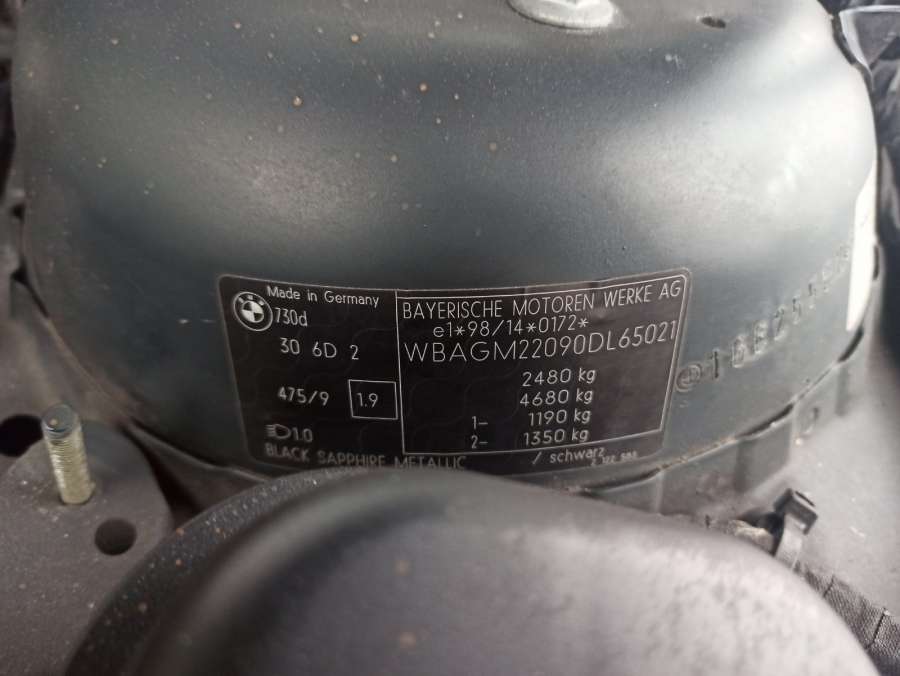 Made in Germany
730d
30 6D 2
475/9 1.9
1.0
BLACK SAPPHIRE METALLIC / schwarz
BAYERISCHE MOTOREN WERKE AG
e1*98/14*0172*
WBAGM22090DL65021
2480 kg
4680 kg
1- 1190 kg
2- 1350 kg